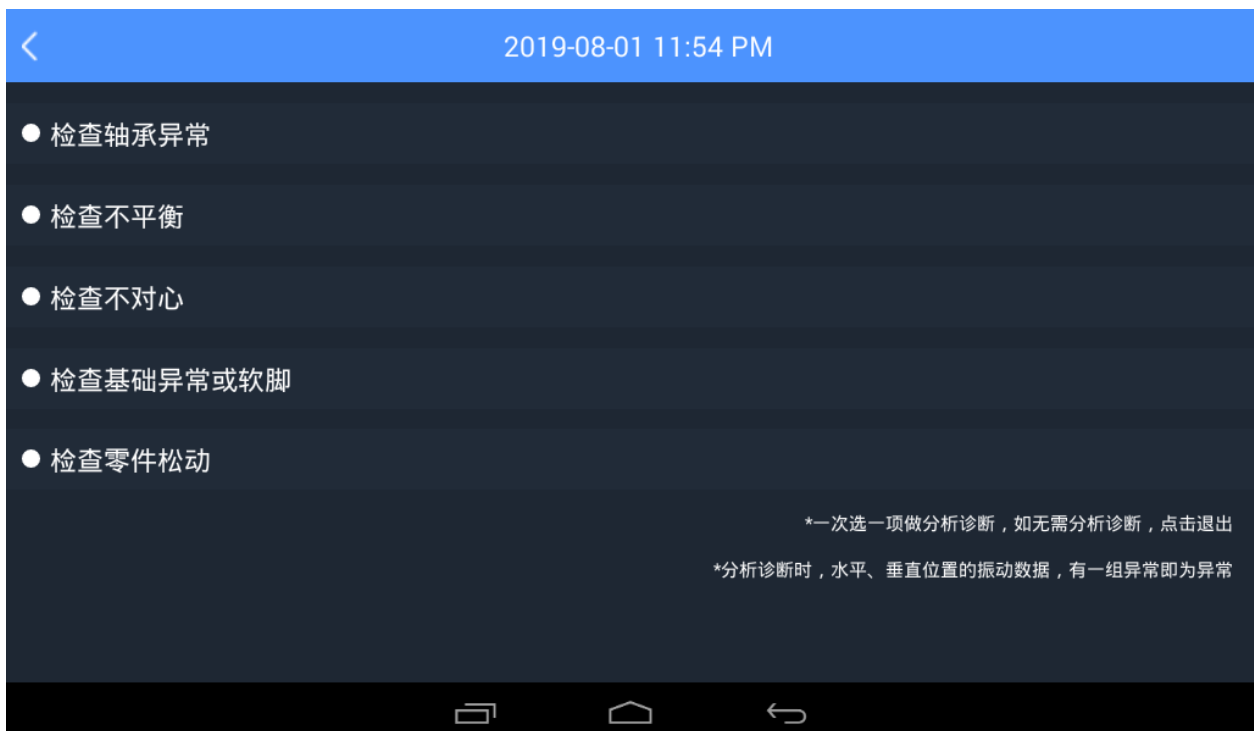 2019-08-01 11:54 PM
检查轴承异常
检查不平衡
检查不对心
检查基础异常或软脚
检查零件松动
*一次选一项做分析诊断，如无需分析诊断，点击退出
*分析诊断时，水平、垂直位置的振动数据，有一组异常即为异常